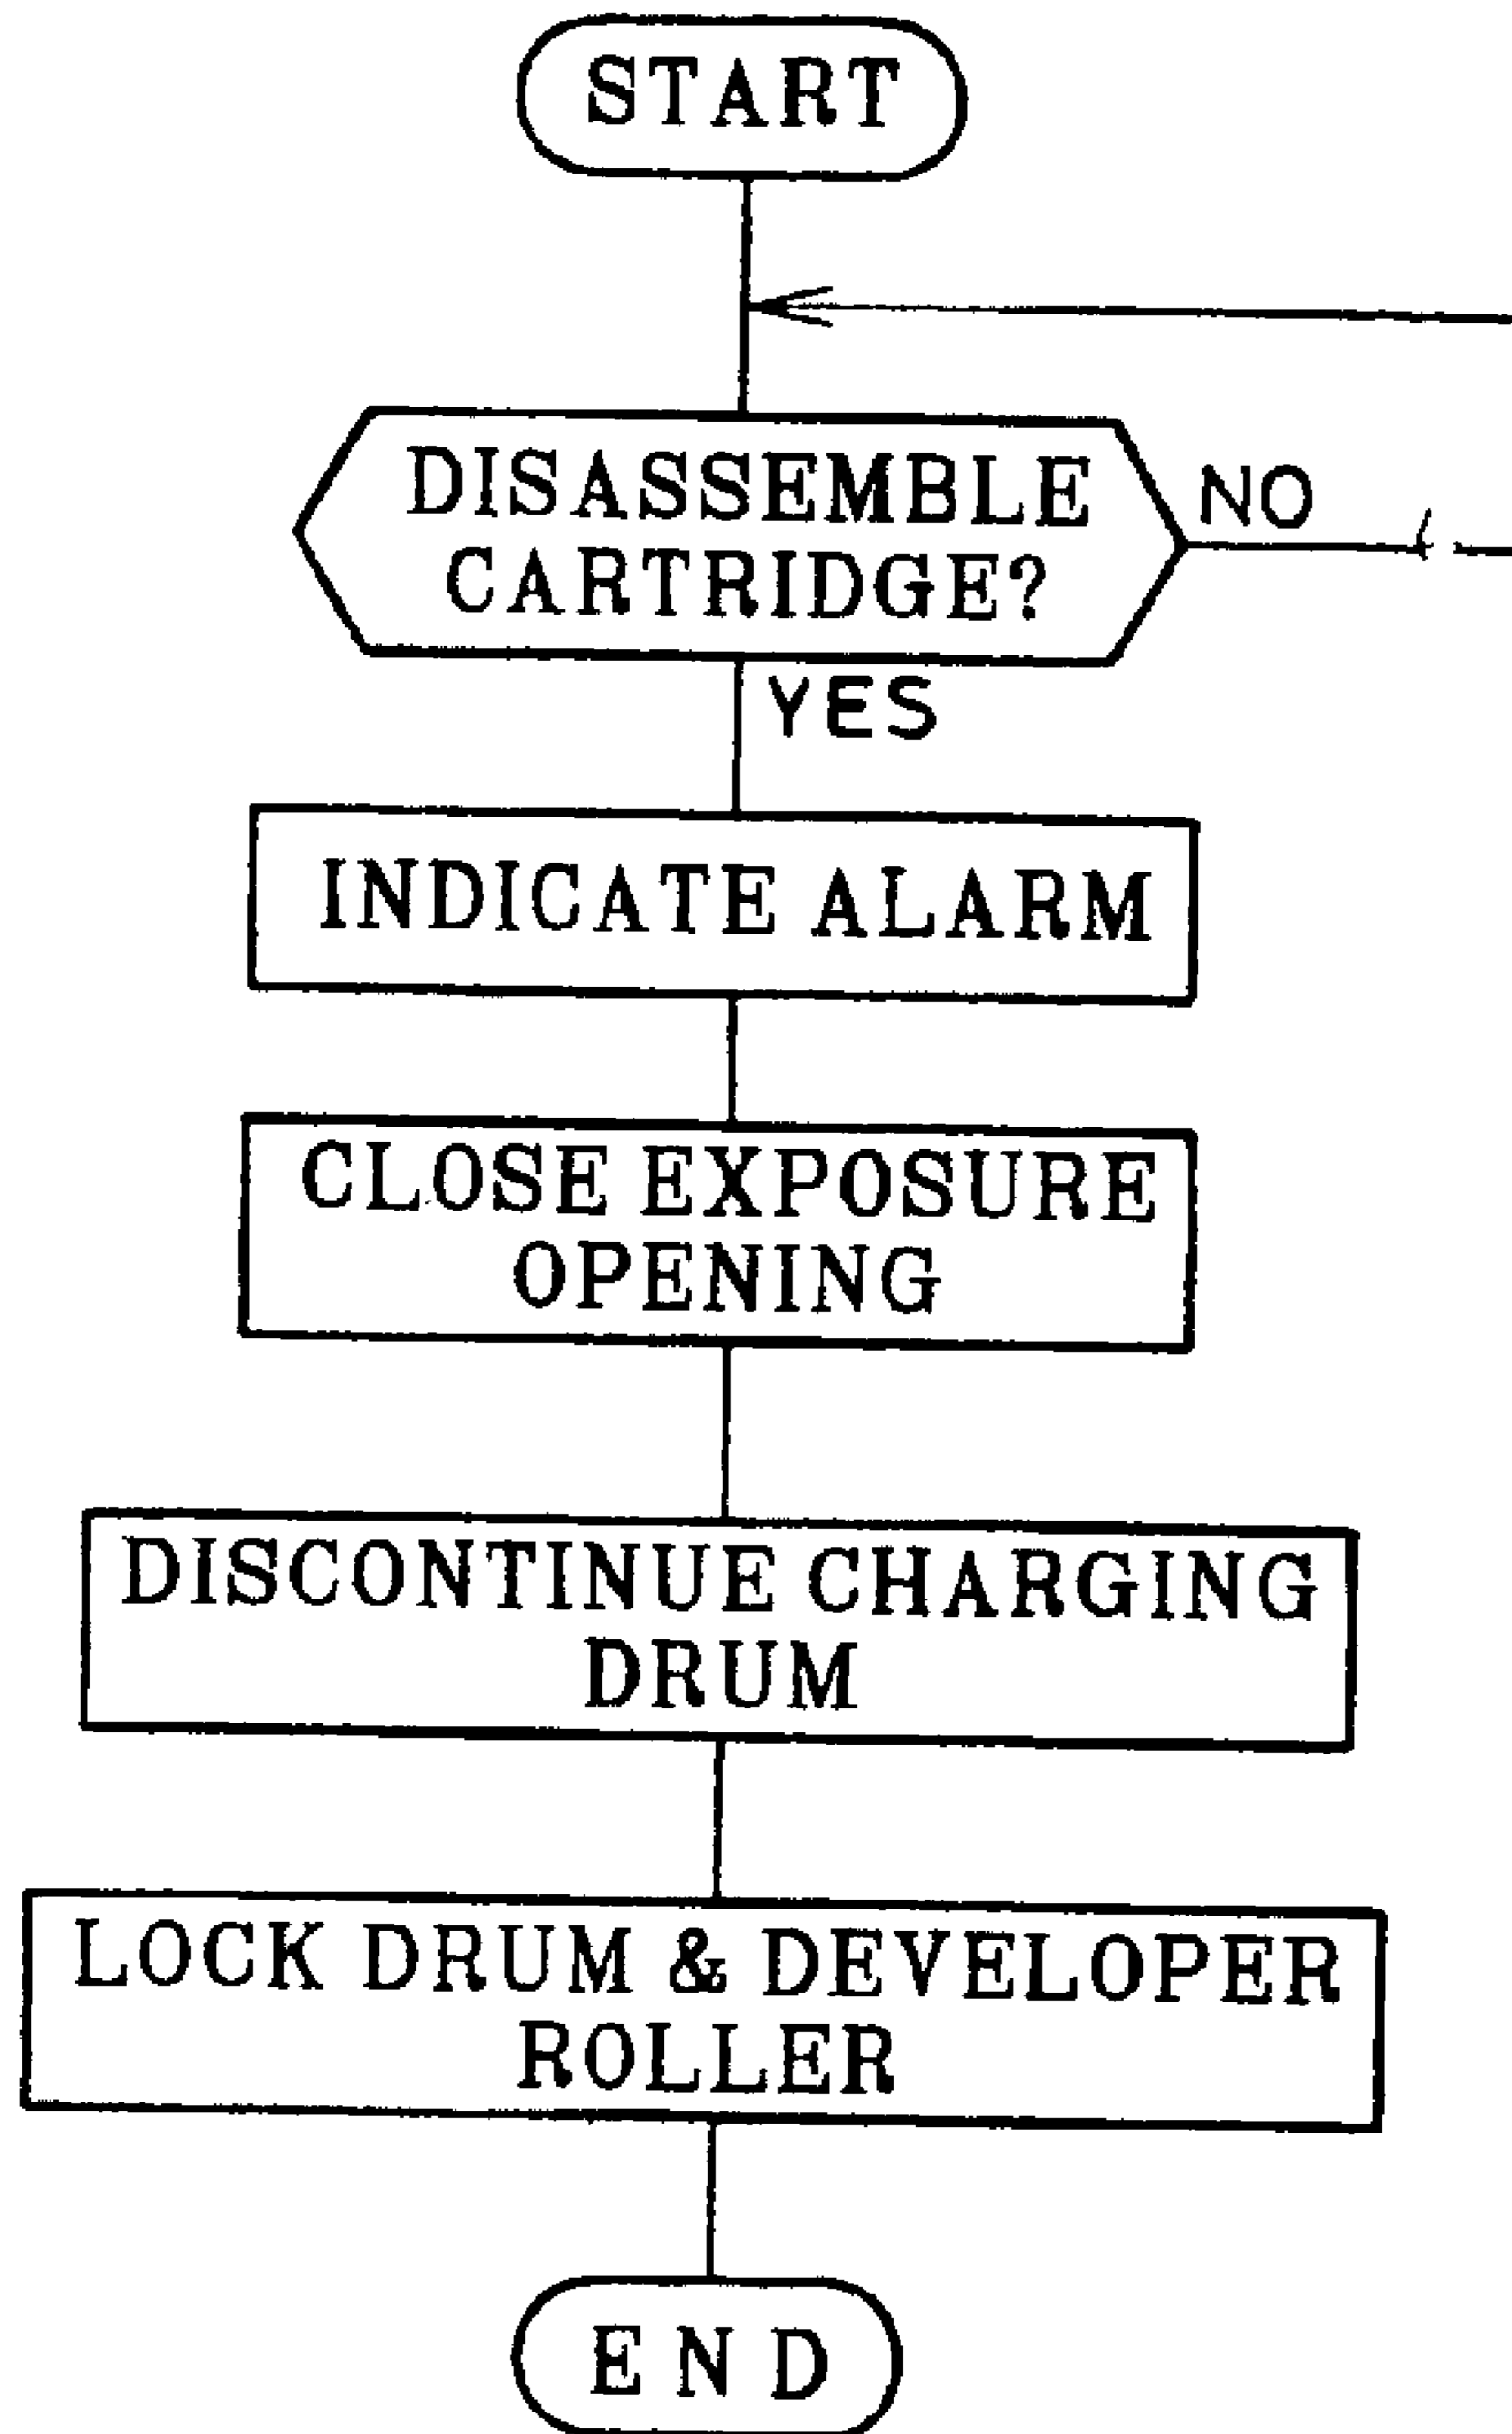 START
DISASSEMBLE
CARTRIDGE?
NO
YES
INDICATE ALARM
CLOSE EXPOSURE
OPENING
DISCONTINUE CHARGING
DRUM
LOCK DRUM & DEVELOPER
ROLLER
END